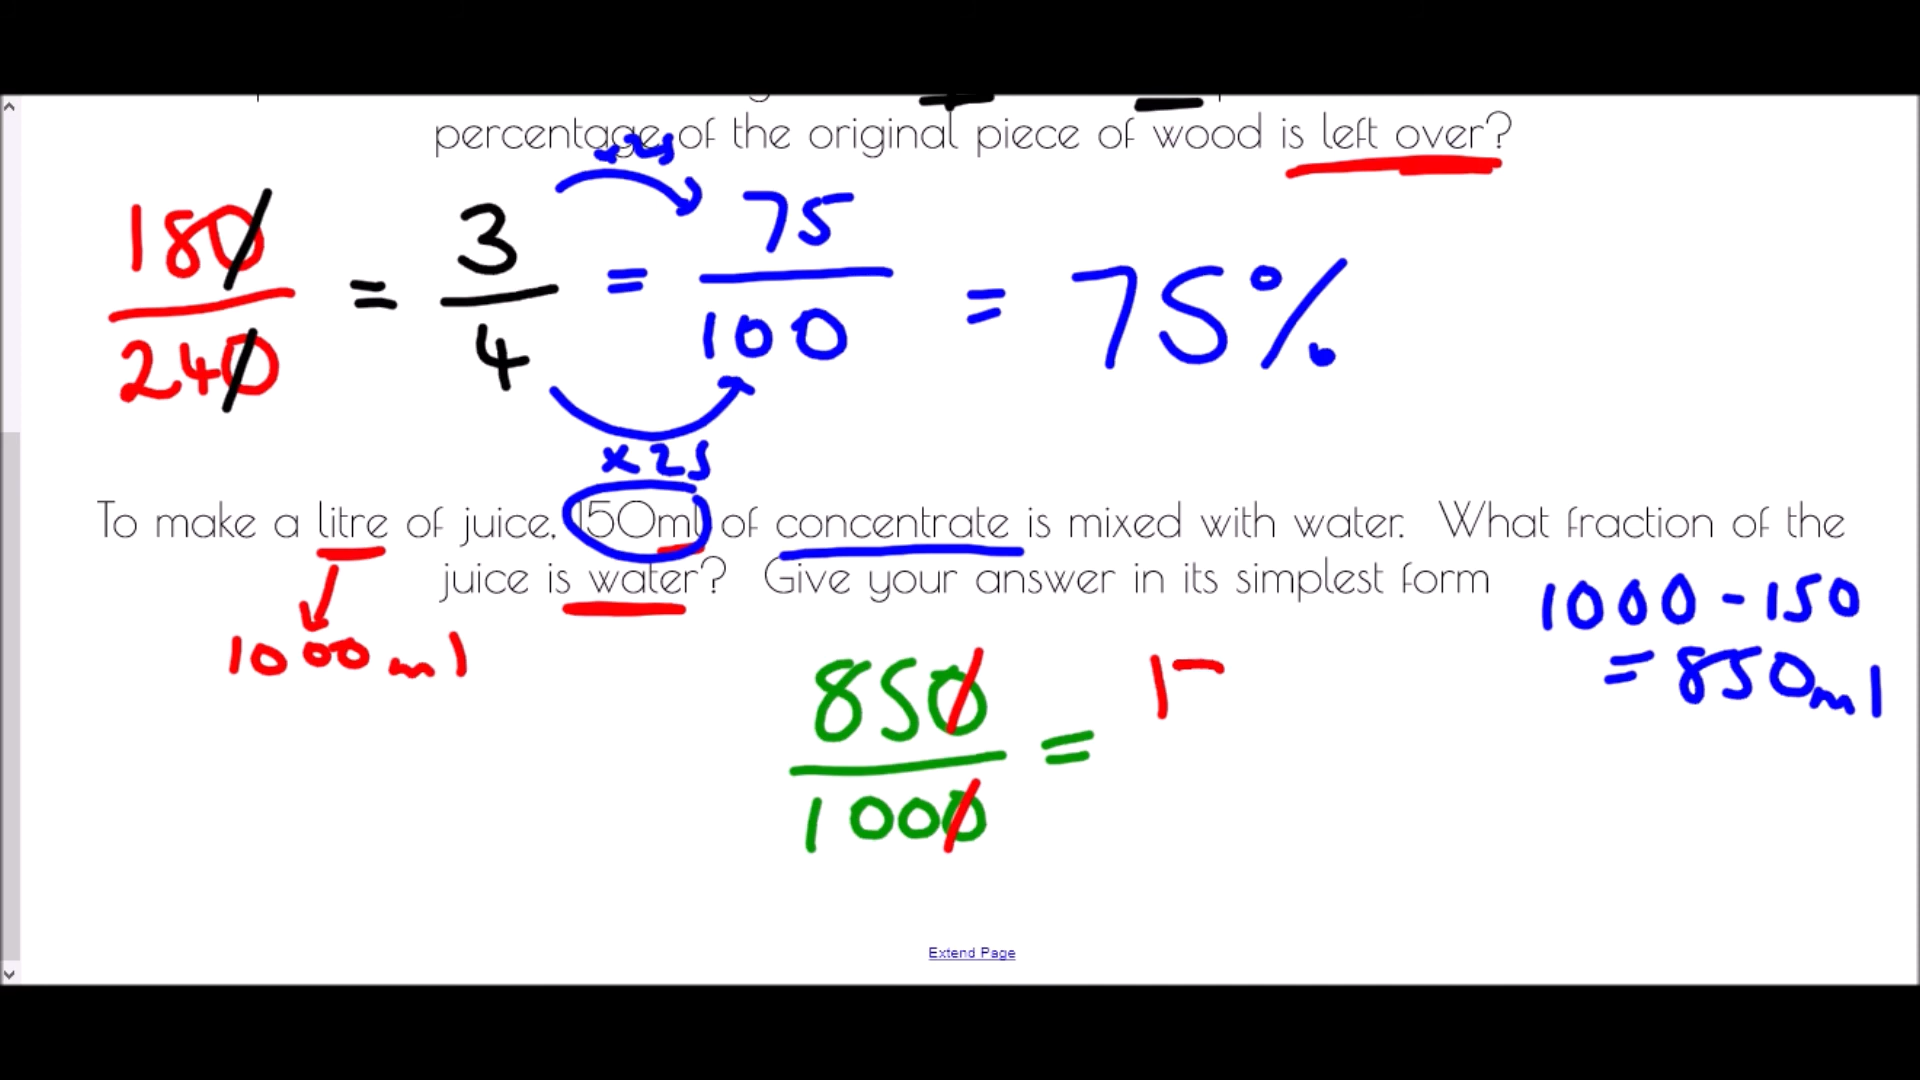 percentage of the original piece of wood is left over?
x25
180/240 = 3/4 = 75/100 = 75%
x25
To make a litre of juice, 150ml of concentrate is mixed with water. What fraction of the
juice is water? Give your answer in its simplest form
1000 - 150
= 850ml
1000ml
850/1000 =
Extend Page